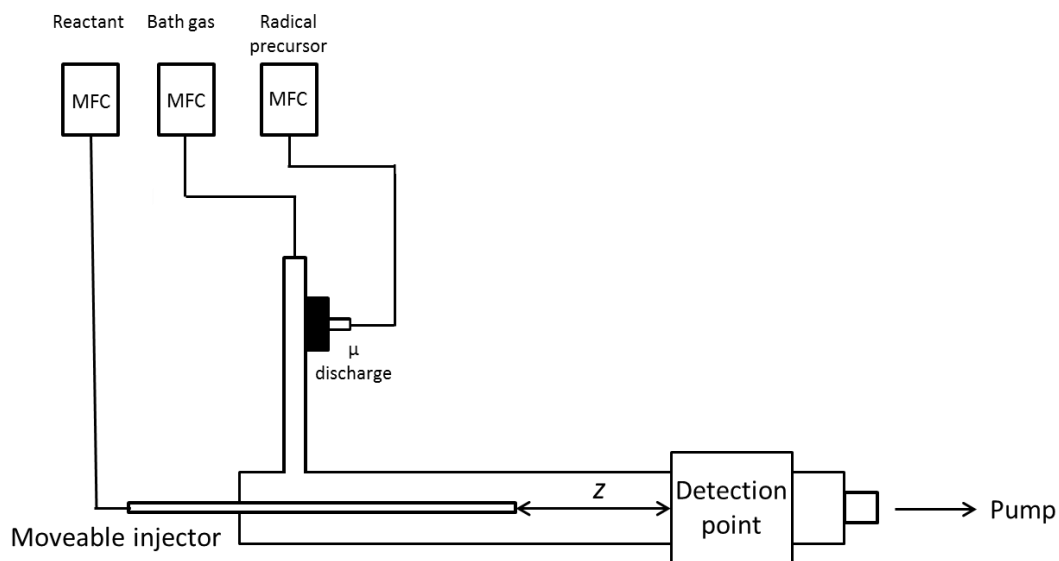 Reactant
Bath gas
Radical
precursor
MFC
MFC
MFC
μ
discharge
z
Detection
point
Pump
Moveable injector